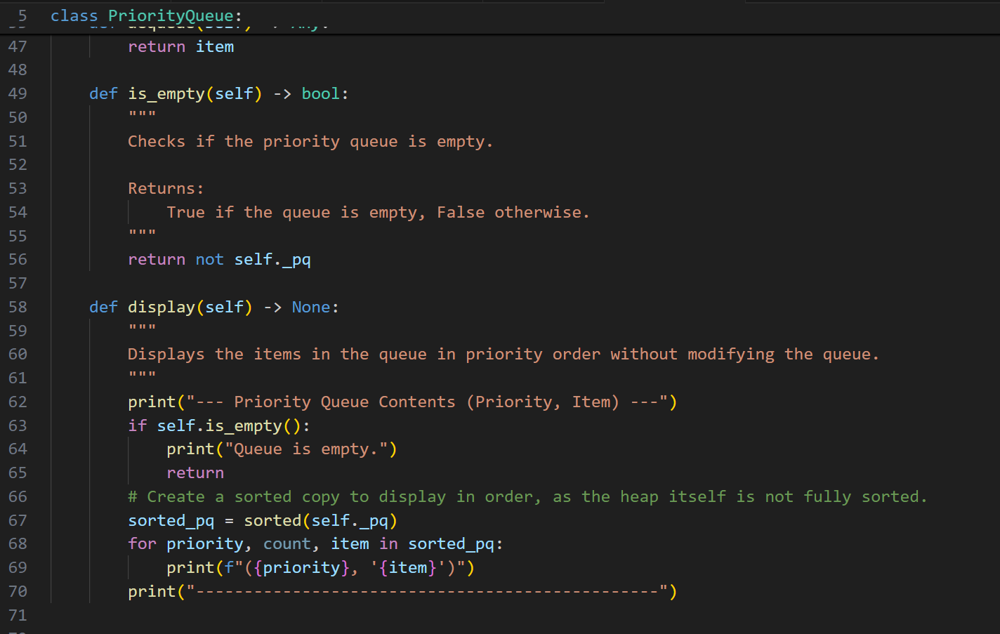 5 class PriorityQueue:
47 return item
48
49 def is_empty(self) -> bool:
50 """
51 Checks if the priority queue is empty.
52
53 Returns:
54 True if the queue is empty, False otherwise.
55 """
56 return not self._pq
57
58 def display(self) -> None:
59 """
60 Displays the items in the queue in priority order without modifying the queue.
61 """
62 print("--- Priority Queue Contents (Priority, Item) ---")
63 if self.is_empty():
64 print("Queue is empty.")
65 return
66 # Create a sorted copy to display in order, as the heap itself is not fully sorted.
67 sorted_pq = sorted(self._pq)
68 for priority, count, item in sorted_pq:
69 print(f"({priority}, '{item}')")
70 print("------------------------------------------------")
71